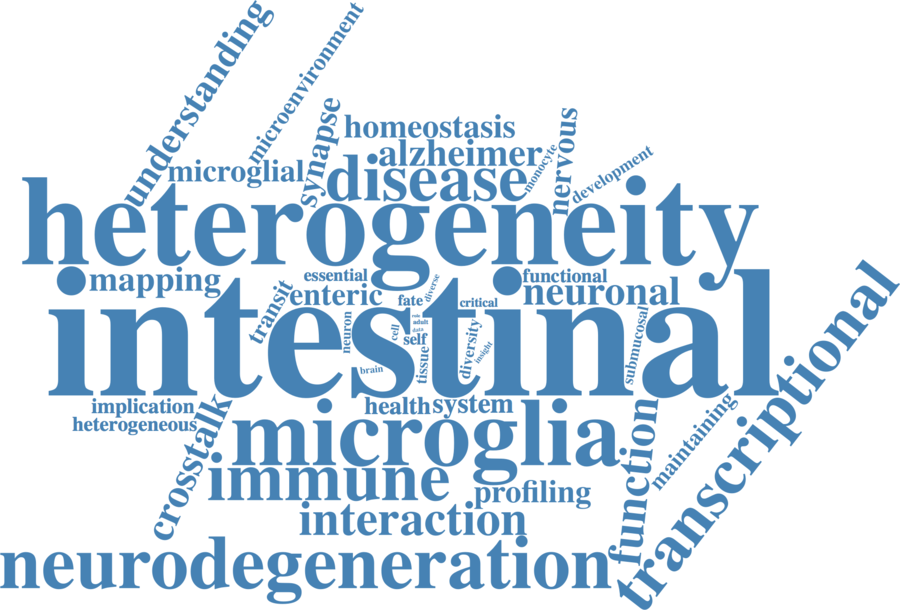 understanding
microenvironment
synapse
homeostasis
nervous
alzheimer
monocyte
development
microglial
disease
heterogeneity
mapping
essential
diverse
functional
transit
enteric
fate
critical
neuronal
neuron
role
adult
data
cell
self
diversity
insight
submucosal
tissue
brain
intestinal
implication
health
system
heterogeneous
crosstalk
microglia
function
maintaining
transcriptional
immune
profiling
interaction
neurodegeneration